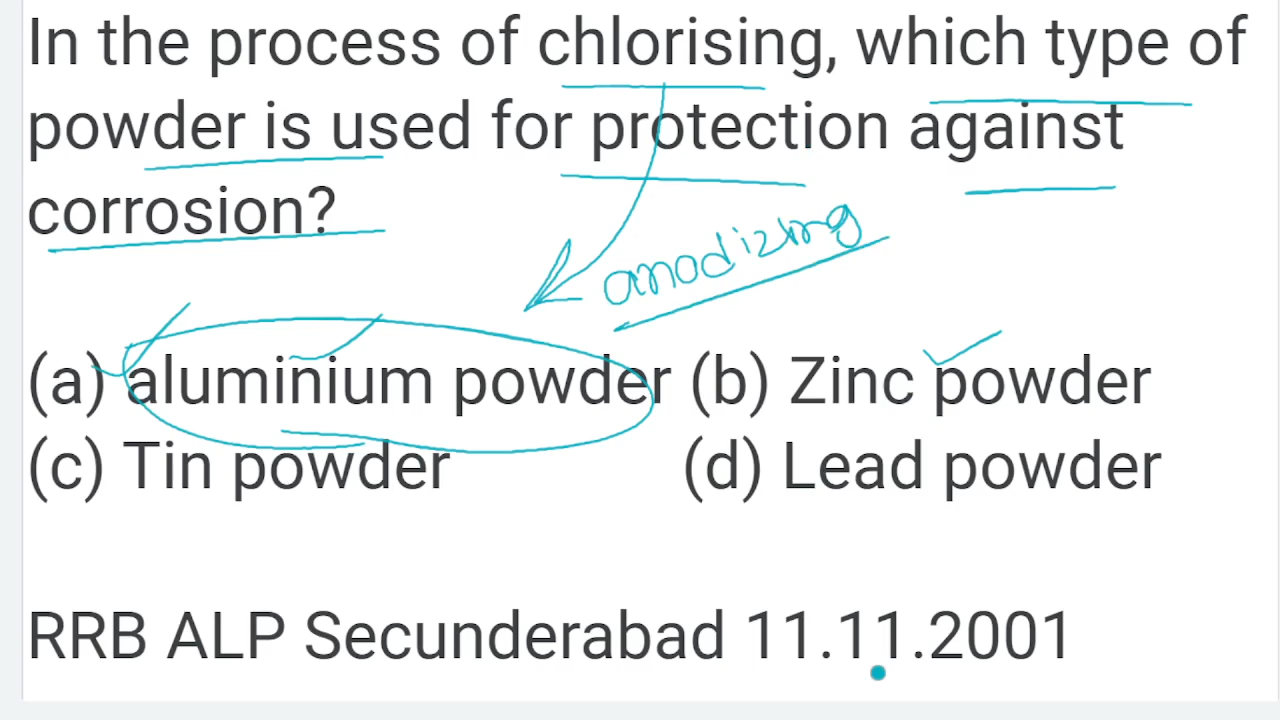 In the process of chlorising, which type of
powder is used for protection against
corrosion?
anodizing
(a) aluminium powder (b) Zinc powder
(c) Tin powder (d) Lead powder
RRB ALP Secunderabad 11.11.2001